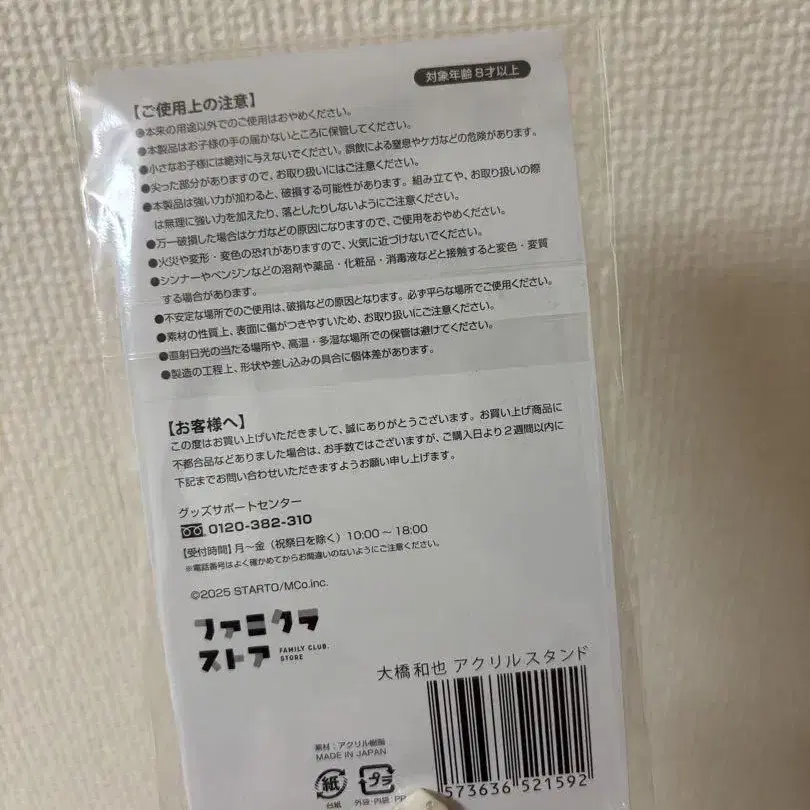 対象年齢8才以上
【ご使用上の注意】
●本来の用途以外でのご使用はおやめください。
●本製品はお子様の手の届かないところに保管してください。
●小さなお子様には絶対に与えないでください。誤飲による窒息やケガなどの危険があります。
●尖った部分がありますので、お取り扱いにはご注意ください。
●本製品は強い力が加わると、破損する可能性があります。組み立てや、お取り扱いの際
は無理に強い力を加えたり、落としたりしないようにご注意ください。
●万一破損した場合はケガなどの原因になりますので、ご使用をおやめください。
●火災や変形・変色の恐れがありますので、火気に近づけないでください。
●シンナーやベンジンなどの溶剤や薬品・化粧品・消毒液などと接触すると変色・変質
する場合があります。
●不安定な場所でのご使用は、破損などの原因となります。必ず平らな場所でご使用ください。
●素材の性質上、表面に傷がつきやすいため、お取り扱いにご注意ください。
●直射日光の当たる場所や、高温・多湿な場所での保管は避けてください。
●製造の工程上、形状や差し込みの具合に個体差があります。
【お客様へ】
この度はお買い上げいただきまして、誠にありがとうございます。お買い上げ商品に
不都合品などありました場合は、お手数ではございますが、ご購入日より2週間以内に
下記までお問い合わせいただきますようお願い申し上げます。
グッズサポートセンター
0120-382-310
【受付時間】月〜金（祝祭日を除く）10:00〜18:00
※電話番号はよく確かめてからお間違いのないようにご注意ください。
©2025 STARTO/MCo.inc.
ファミクラ
ストア
FAMILY CLUB.
STORE
大橋和也 アクリルスタンド
573636 521592
素材：アクリル樹脂
MADE IN JAPAN
紙
プラ
台紙
外袋・内袋：PP